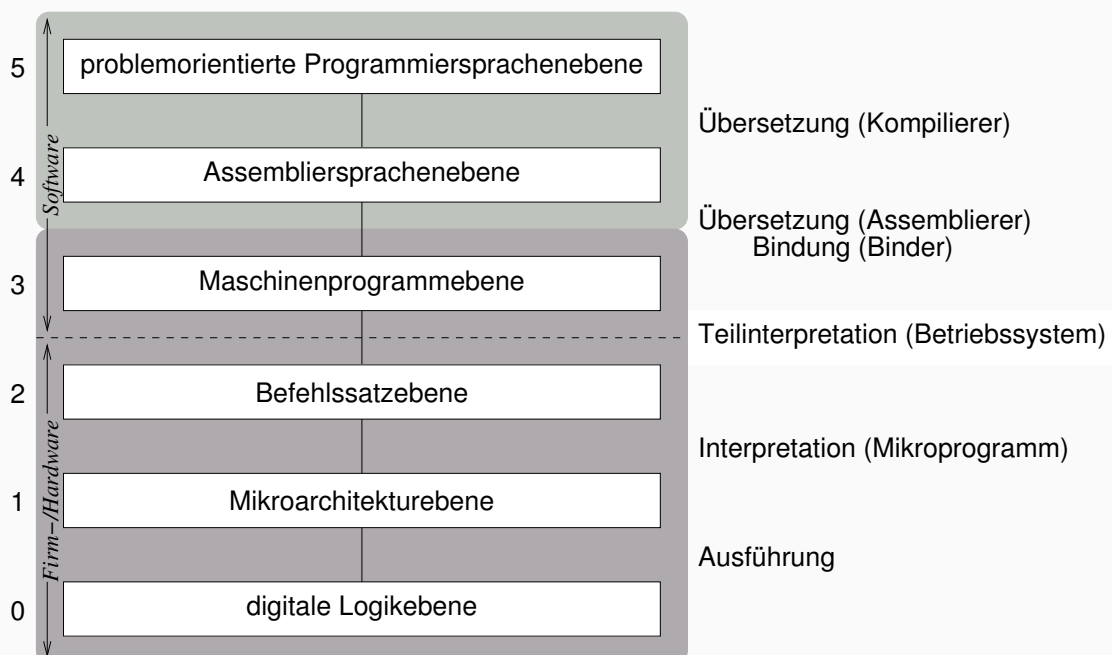 5
problemorientierte Programmiersprachenebene
Übersetzung (Kompilierer)
4
Assembliersprachenebene
Software
Übersetzung (Assemblierer)
Bindung (Binder)
3
Maschinenprogrammebene
Teilinterpretation (Betriebssystem)
2
Befehlssatzebene
Interpretation (Mikroprogramm)
1
Mikroarchitekturebene
Firm-/Hardware
Ausführung
0
digitale Logikebene